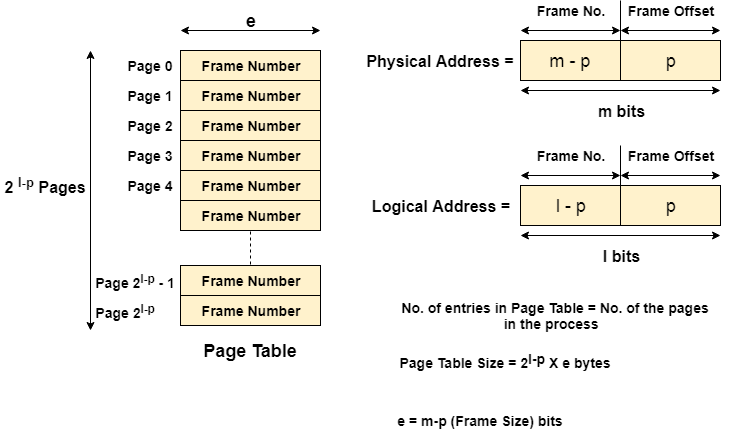 e
Page 0 Frame Number
Page 1 Frame Number
Page 2 Frame Number
Page 3 Frame Number
Page 4 Frame Number
Frame Number
2 l-p Pages
Page 2l-p - 1 Frame Number
Page 2l-p Frame Number
Page Table
Frame No. Frame Offset
Physical Address = m - p p
m bits
Frame No. Frame Offset
Logical Address = l - p p
l bits
No. of entries in Page Table = No. of the pages
in the process
Page Table Size = 2l-p X e bytes
e = m-p (Frame Size) bits